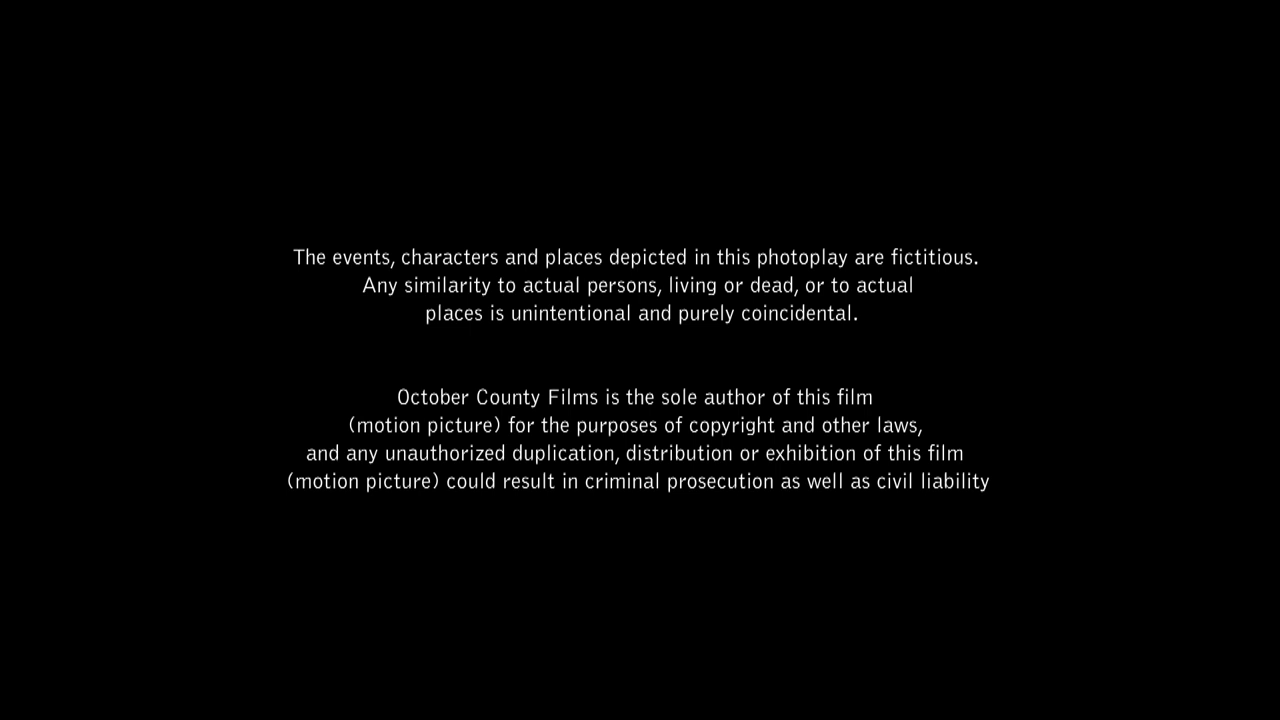 The events, characters and places depicted in this photoplay are fictitious.
Any similarity to actual persons, living or dead, or to actual
places is unintentional and purely coincidental.
October County Films is the sole author of this film
(motion picture) for the purposes of copyright and other laws,
and any unauthorized duplication, distribution or exhibition of this film
(motion picture) could result in criminal prosecution as well as civil liability